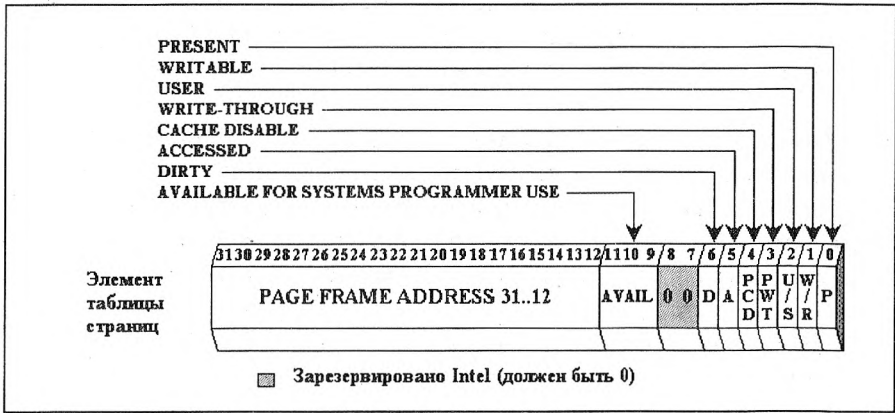 PRESENT
WRITABLE
USER
WRITE-THROUGH
CACHE DISABLE
ACCESSED
DIRTY
AVAILABLE FOR SYSTEMS PROGRAMMER USE
31 30 29 28 27 26 25 24 23 22 21 20 19 18 17 16 15 14 13 12 11 10 9 8 7 6 5 4 3 2 1 0
Элемент таблицы страниц
PAGE FRAME ADDRESS 31..12 AVAIL 0 0 D A PCD PWT U/S W/R P
Зарезервировано Intel (должен быть 0)